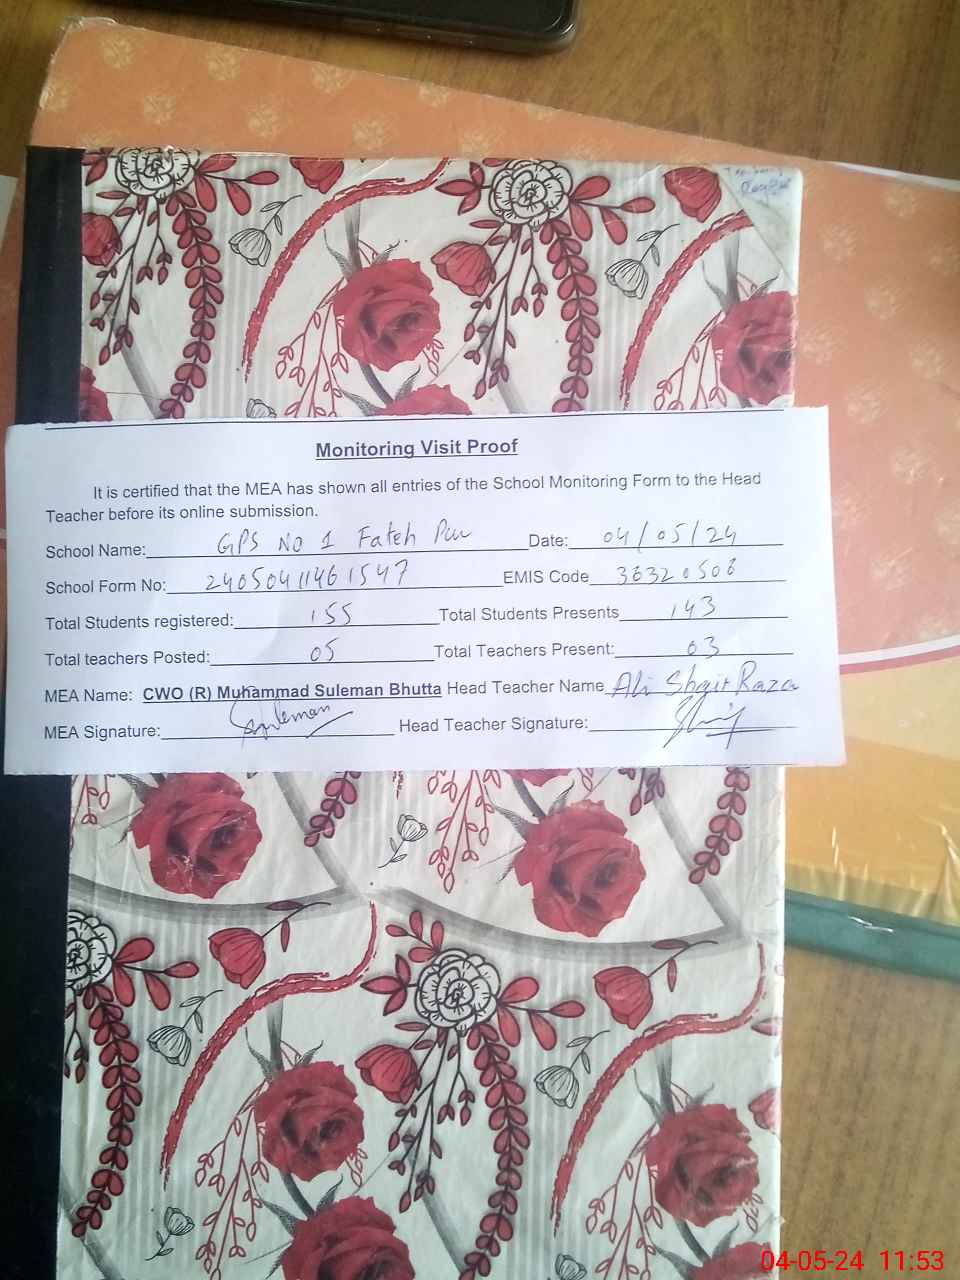 Monitoring Visit Proof
It is certified that the MEA has shown all entries of the School Monitoring Form to the Head
Teacher before its online submission.
School Name: GPS No 1 Fateh Pur Date: 04/05/24
School Form No: 24050411461547 EMIS Code 36320506
Total Students registered: 155 Total Students Presents 143
Total teachers Posted: 05 Total Teachers Present: 03
MEA Name: CWO (R) Muhammad Suleman Bhutta Head Teacher Name Ali Raza
MEA Signature: Suleman Head Teacher Signature:
04-05-24 11:53